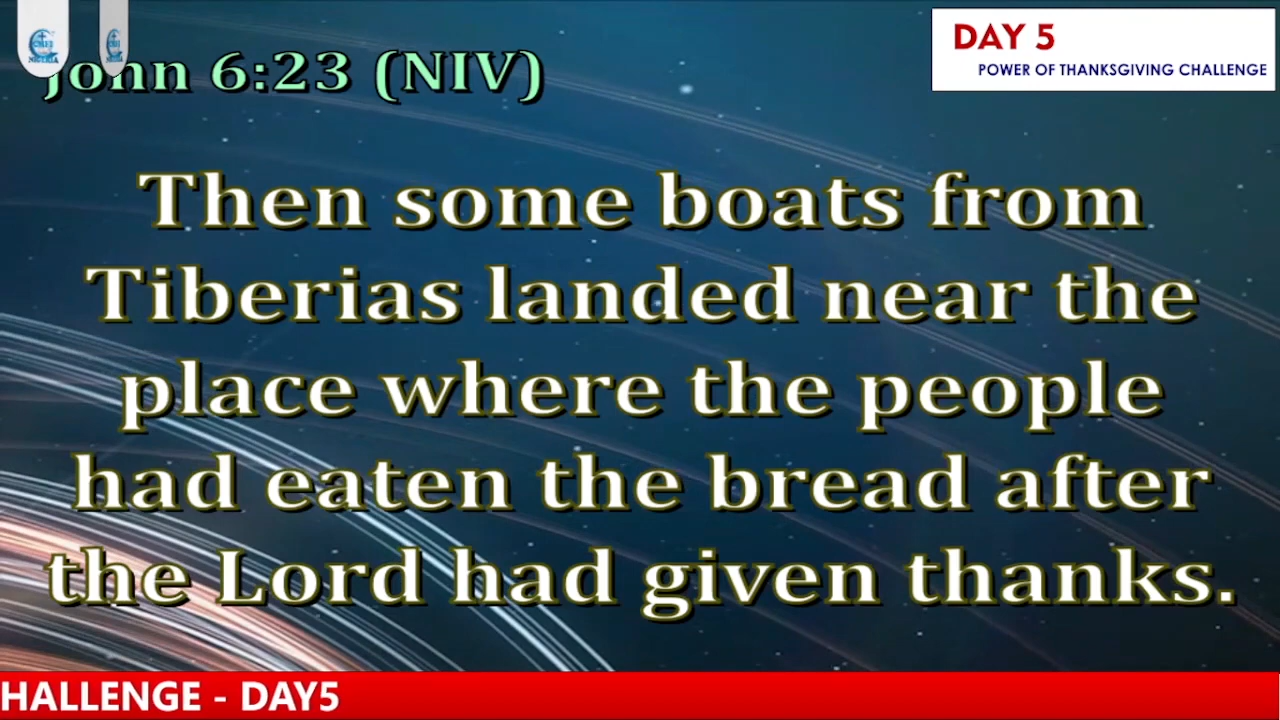 John 6:23 (NIV)
DAY 5
POWER OF THANKSGIVING CHALLENGE
Then some boats from
Tiberias landed near the
place where the people
had eaten the bread after
the Lord had given thanks.
HALLENGE - DAY5